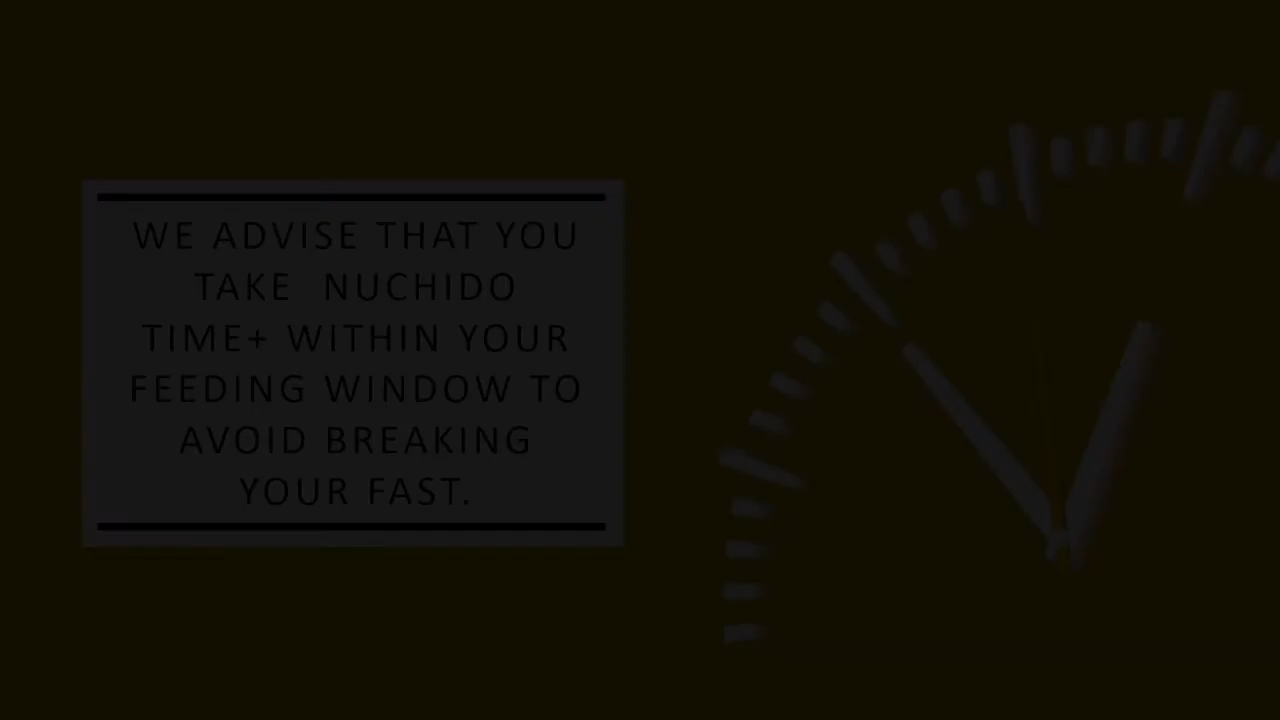 WE ADVISE THAT YOU
TAKE NUCHIDO
TIME+ WITHIN YOUR
FEEDING WINDOW TO
AVOID BREAKING
YOUR FAST.